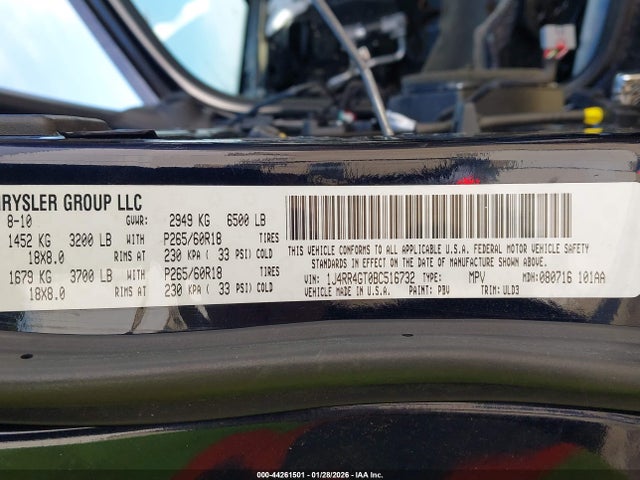 RYSLER GROUP LLC
8-10 GVWR: 2949 KG 6500 LB
1452 KG 3200 LB WITH P265/60R18 TIRES
18X8.0 RIMS AT 230 KPA ( 33 PSI) COLD
1679 KG 3700 LB WITH P265/60R18 TIRES
18X8.0 RIMS AT 230 KPA ( 33 PSI) COLD
THIS VEHICLE CONFORMS TO ALL APPLICABLE U.S.A. FEDERAL MOTOR VEHICLE SAFETY
STANDARDS IN EFFECT ON THE DATE OF MANUFACTURE SHOWN ABOVE.
VIN: 1J4RR4GT0BC516732 TYPE: MPV MDH: 080716 101AA
VEHICLE MADE IN U.S.A. PAINT: PBV TRIM: ULD3
000-44261501 - 01/28/2026 - IAAI, Inc.